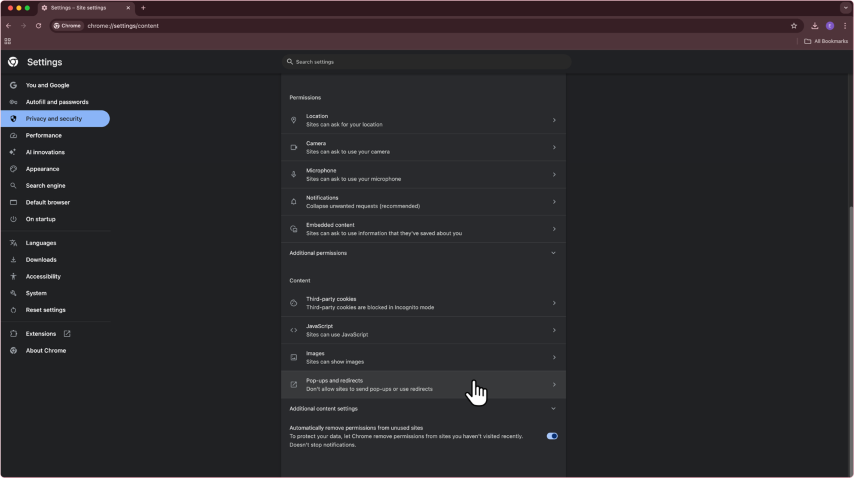 Settings - Site settings
Chrome
chrome://settings/content
All Bookmarks
Settings
Search settings
You and Google
Autofill and passwords
Privacy and security
Performance
AI innovations
Appearance
Search engine
Default browser
On startup
Languages
Downloads
Accessibility
System
Reset settings
Extensions
About Chrome
Permissions
Location
Sites can ask for your location
Camera
Sites can ask to use your camera
Microphone
Sites can ask to use your microphone
Notifications
Collapse unwanted requests (recommended)
Embedded content
Sites can ask to use information that they've saved about you
Additional permissions
Content
Third-party cookies
Third-party cookies are blocked in Incognito mode
JavaScript
Sites can use JavaScript
Images
Sites can show images
Pop-ups and redirects
Don't allow sites to send pop-ups or use redirects
Additional content settings
Automatically remove permissions from unused sites
To protect your data, let Chrome remove permissions from sites you haven't visited recently.
Doesn't stop notifications.